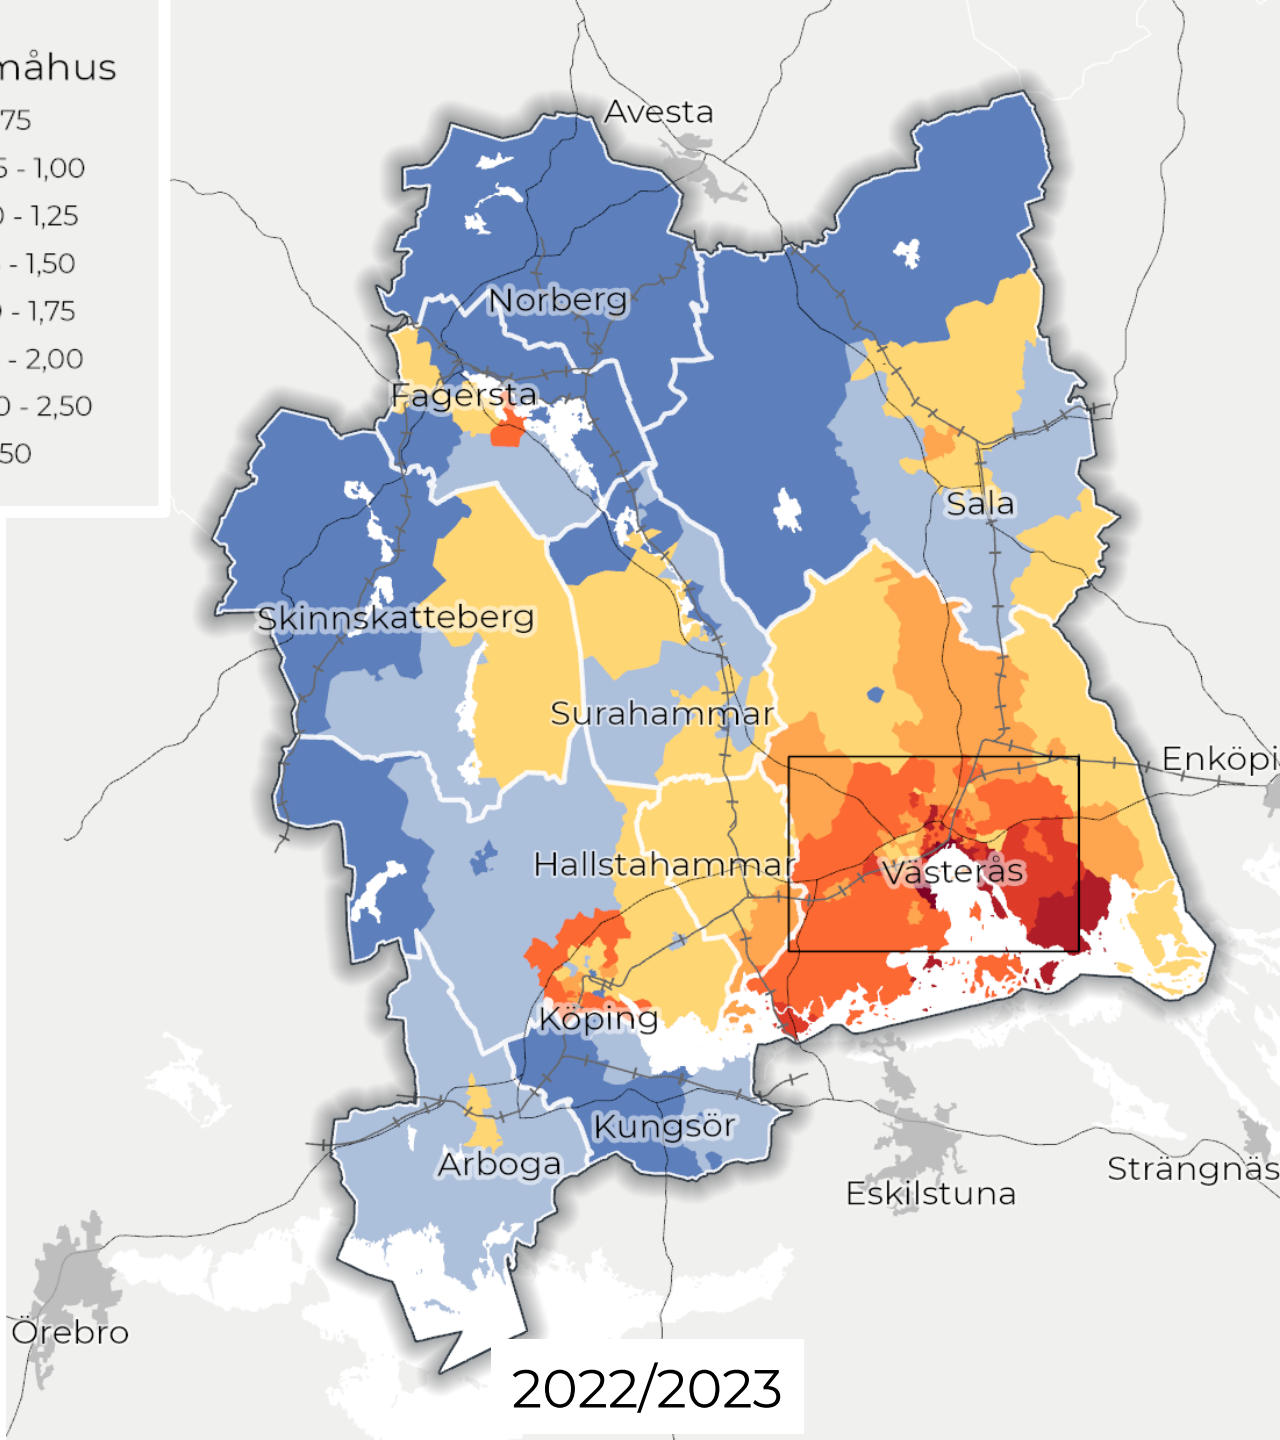 måhus
75
5 - 1,00
0 - 1,25
- 1,50
0 - 1,75
- 2,00
0 - 2,50
50
Avesta
Norberg
Fagersta
Sala
Skinnskatteberg
Surahammar
Enköpi
Hallstahammar
Västerås
Köping
Kungsör
Arboga
Strängnäs
Eskilstuna
Örebro
2022/2023